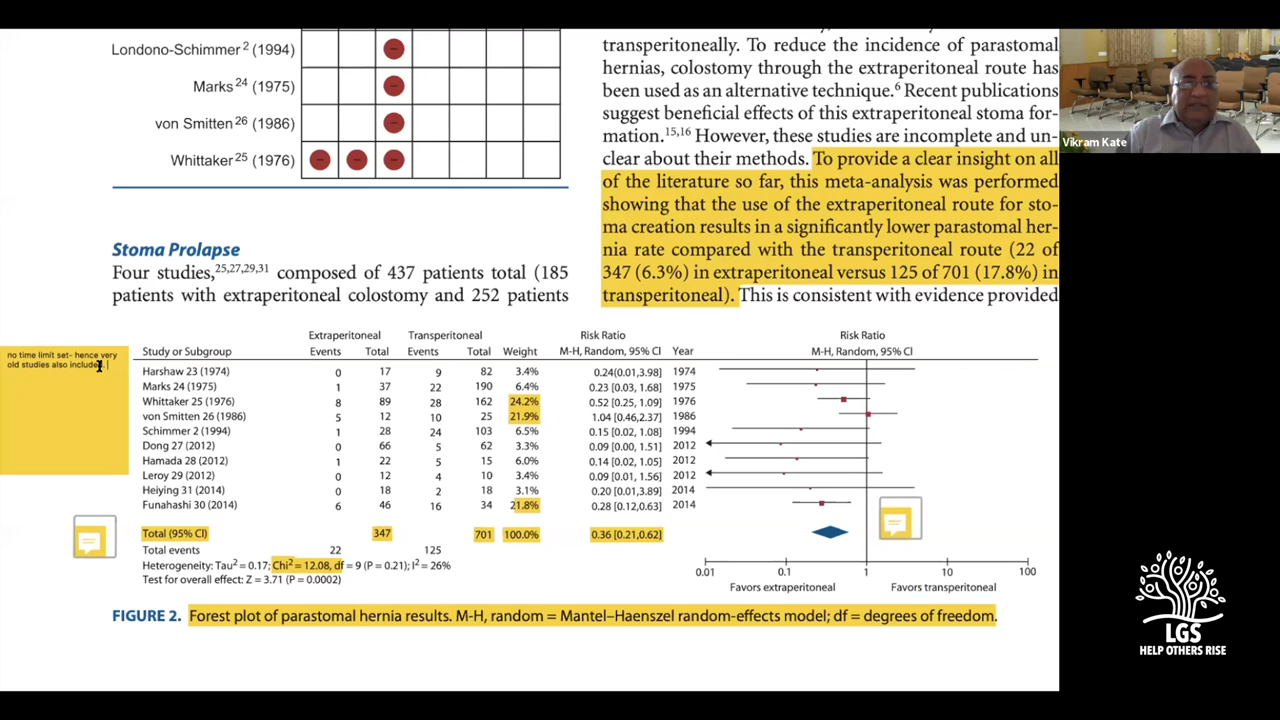 Londono-Schimmer 2 (1994)
Marks 24 (1975)
von Smitten 26 (1986)
Whittaker 25 (1976)
Stoma Prolapse
Four studies,25,27,29,31 composed of 437 patients total (185
patients with extraperitoneal colostomy and 252 patients
transperitoneally. To reduce the incidence of parastomal
hernias, colostomy through the extraperitoneal route has
been used as an alternative technique.6 Recent publications
suggest beneficial effects of this extraperitoneal stoma for-
mation.15,16 However, these studies are incomplete and un-
clear about their methods. To provide a clear insight on all
of the literature so far, this meta-analysis was performed
showing that the use of the extraperitoneal route for sto-
ma creation results in a significantly lower parastomal her-
nia rate compared with the transperitoneal route (22 of
347 (6.3%) in extraperitoneal versus 125 of 701 (17.8%) in
transperitoneal). This is consistent with evidence provided
Vikram Kate
no time limit set- hence very
old studies also included.
Extraperitoneal Transperitoneal Risk Ratio Risk Ratio
Study or Subgroup Events Total Events Total Weight M-H, Random, 95% CI Year M-H, Random, 95% CI
Harshaw 23 (1974) 0 17 9 82 3.4% 0.24(0.01,3.98] 1974
Marks 24 (1975) 1 37 22 190 6.4% 0.23 [0.03, 1.68] 1975
Whittaker 25 (1976) 8 89 28 162 24.2% 0.52 [0.25, 1.09] 1976
von Smitten 26 (1986) 5 12 10 25 21.9% 1.04 [0.46,2.37] 1986
Schimmer 2 (1994) 1 28 24 103 6.5% 0.15 [0.02, 1.08] 1994
Dong 27 (2012) 0 66 5 62 3.3% 0.09 [0.00, 1.51] 2012
Hamada 28 (2012) 1 22 5 15 6.0% 0.14 [0.02, 1.05] 2012
Leroy 29 (2012) 0 12 4 10 3.4% 0.09 [0.01, 1.56] 2012
Heiying 31 (2014) 0 18 2 18 3.1% 0.20 [0.01,3.89] 2014
Funahashi 30 (2014) 6 46 16 34 21.8% 0.28 [0.12,0.63] 2014
Total (95% CI) 347 701 100.0% 0.36 [0.21,0.62]
Total events 22 125
Heterogeneity: Tau2 = 0.17; Chi2 = 12.08, df = 9 (P = 0.21); I2 = 26%
Test for overall effect: Z = 3.71 (P = 0.0002)
0.01 0.1 1 10 100
Favors extraperitoneal Favors transperitoneal
FIGURE 2. Forest plot of parastomal hernia results. M-H, random = Mantel–Haenszel random-effects model; df = degrees of freedom.
LGS
HELP OTHERS RISE